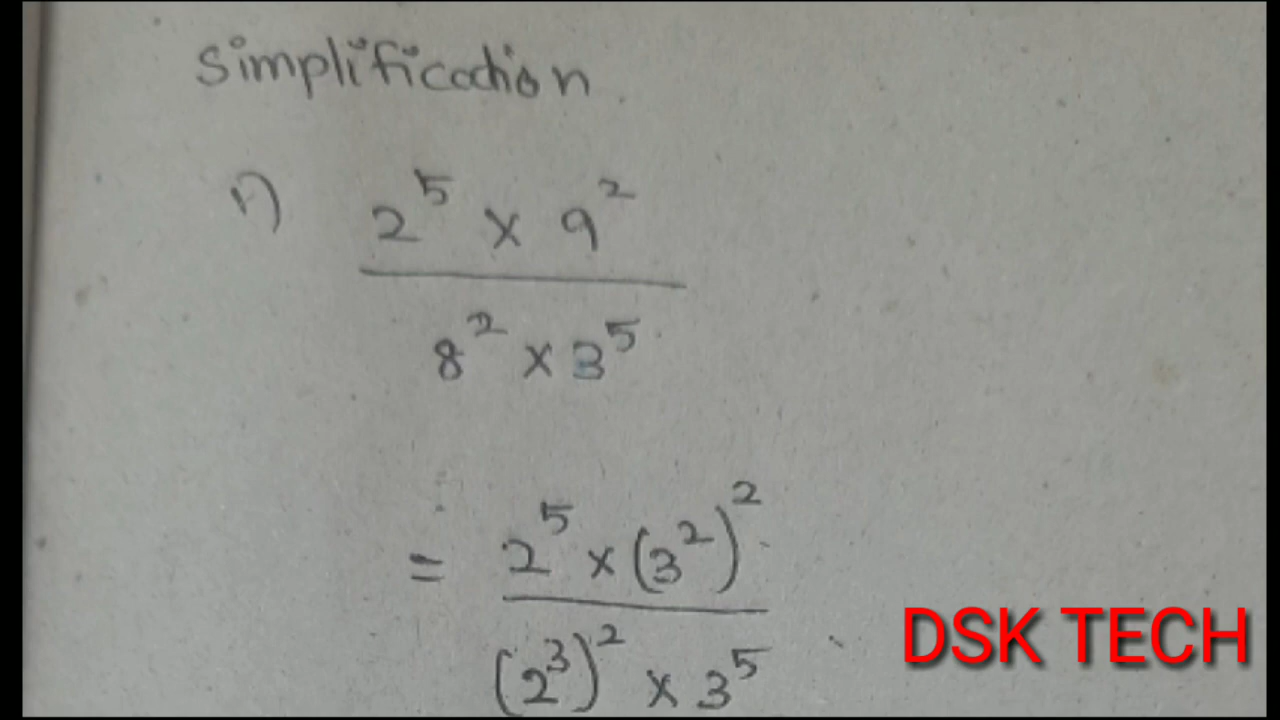 Simplification
1) 2^5 × 9^2
8^2 × 3^5
= 2^5 × (3^2)^2
(2^3)^2 × 3^5
DSK TECH